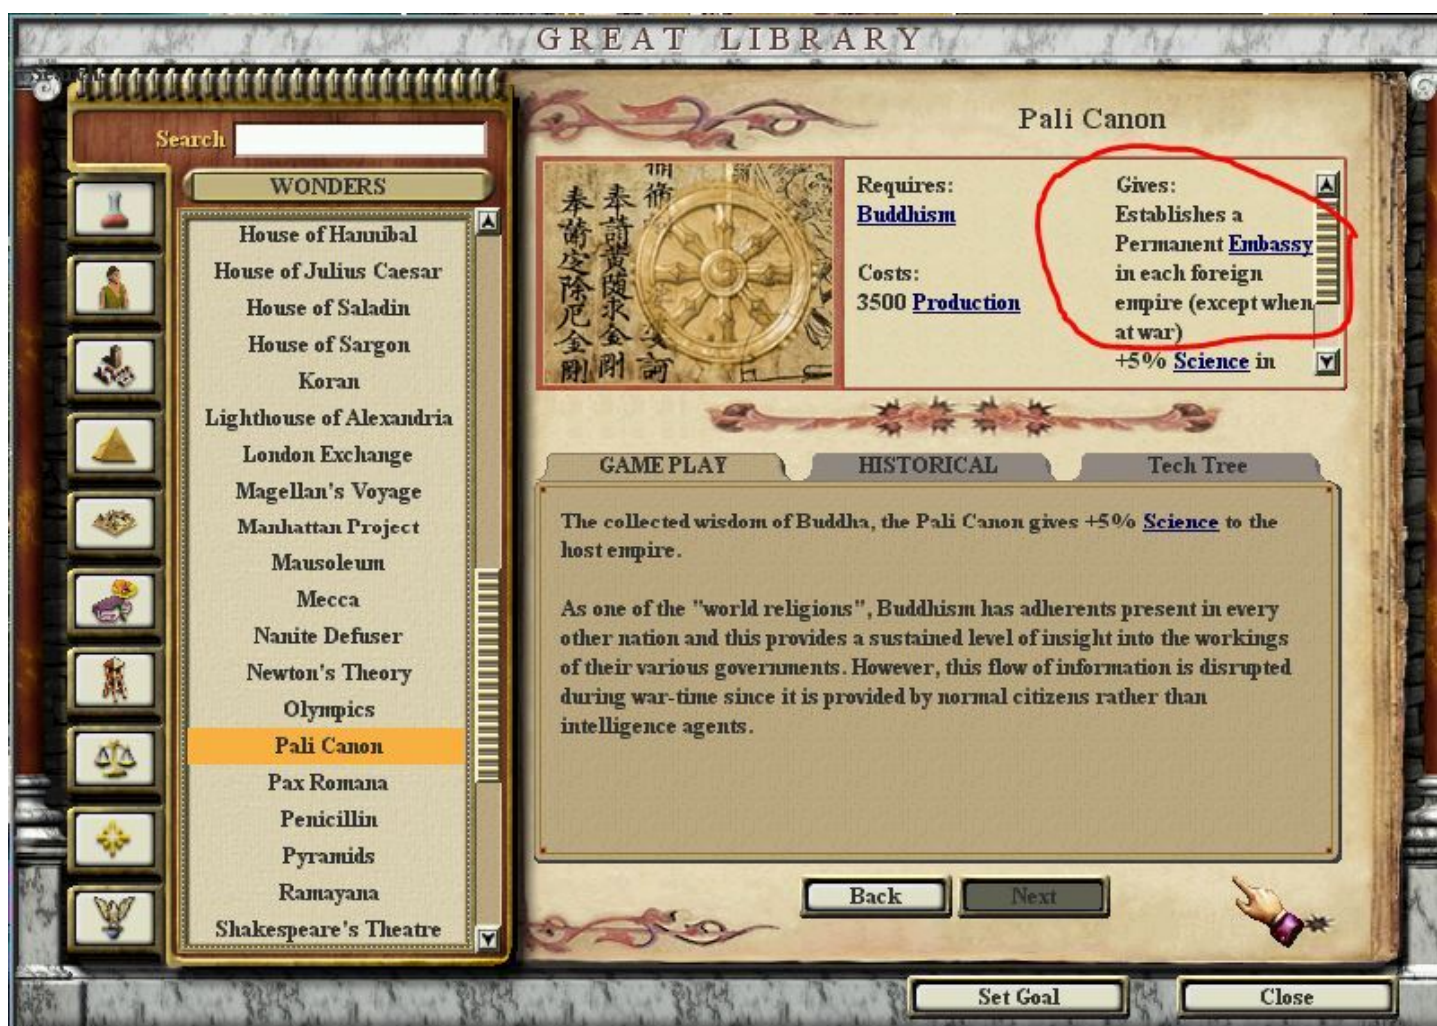 GREAT LIBRARY
Search
WONDERS
House of Hannibal
House of Julius Caesar
House of Saladin
House of Sargon
Koran
Lighthouse of Alexandria
London Exchange
Magellan's Voyage
Manhattan Project
Mausoleum
Mecca
Nanite Defuser
Newton's Theory
Olympics
Pali Canon
Pax Romana
Penicillin
Pyramids
Ramayana
Shakespeare's Theatre
Pali Canon
Requires:
Buddhism
Costs:
3500 Production
Gives:
Establishes a
Permanent Embassy
in each foreign
empire (except when
at war)
+5% Science in
GAMEPLAY
HISTORICAL
Tech Tree
The collected wisdom of Buddha, the Pali Canon gives +5% Science to the
host empire.
As one of the "world religions", Buddhism has adherents present in every
other nation and this provides a sustained level of insight into the workings
of their various governments. However, this flow of information is disrupted
during war-time since it is provided by normal citizens rather than
intelligence agents.
Back
Next
Set Goal
Close